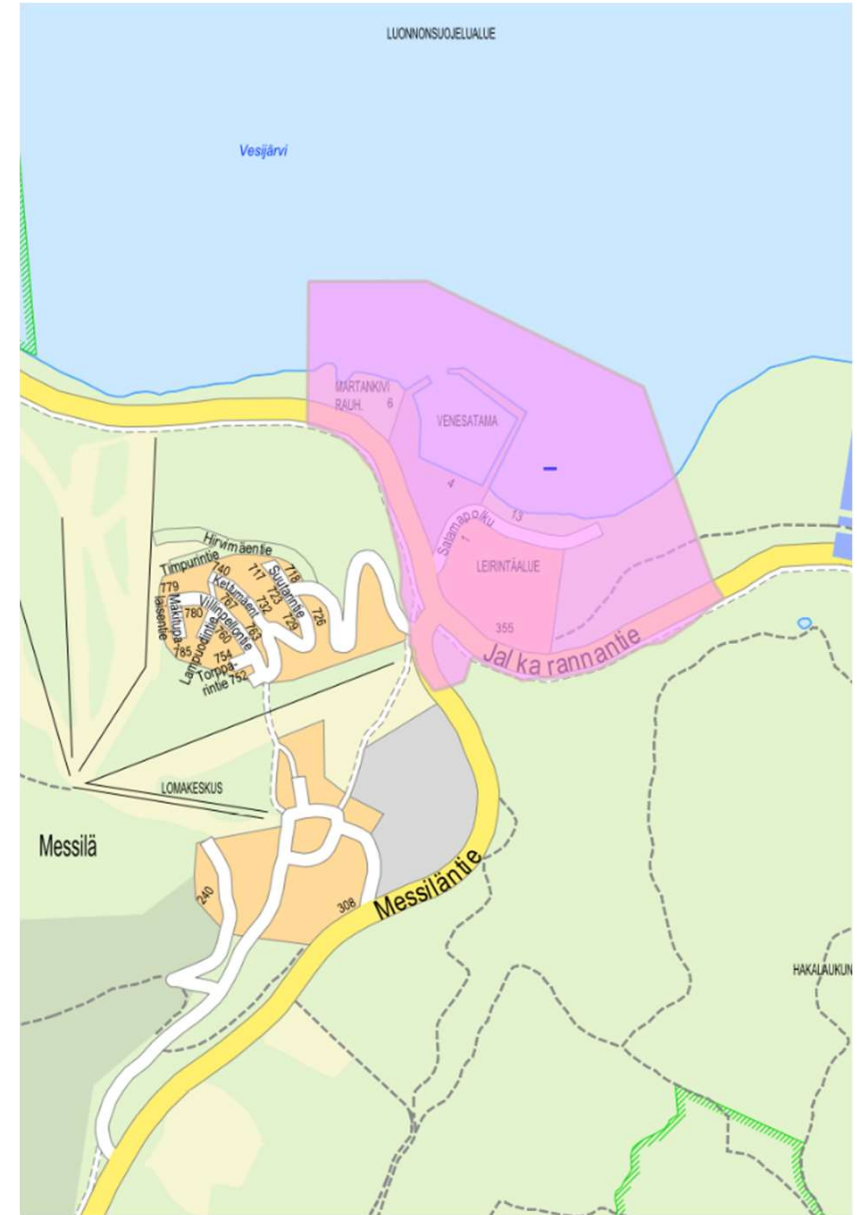 LUONNONSUOJELUALUE
Vesijärvi
MARTANKIVI
RAUH.
6
VENESATAMA
4
13
Satamapolku
1
LEIRINTÄALUE
355
Jalkarannantie
Hirvimäentie
Timpurintie
740
717
718
Suutarintie
779
Kettumäen
723
Mäkitupa-
laisentie
780
767
732
729
726
Villinpellontie
760
763
785
Lampuodintie
754
Torppa-
rintie 752
LOMAKESKUS
Messilä
240
308
Messiläntie
HAKALAUKUN